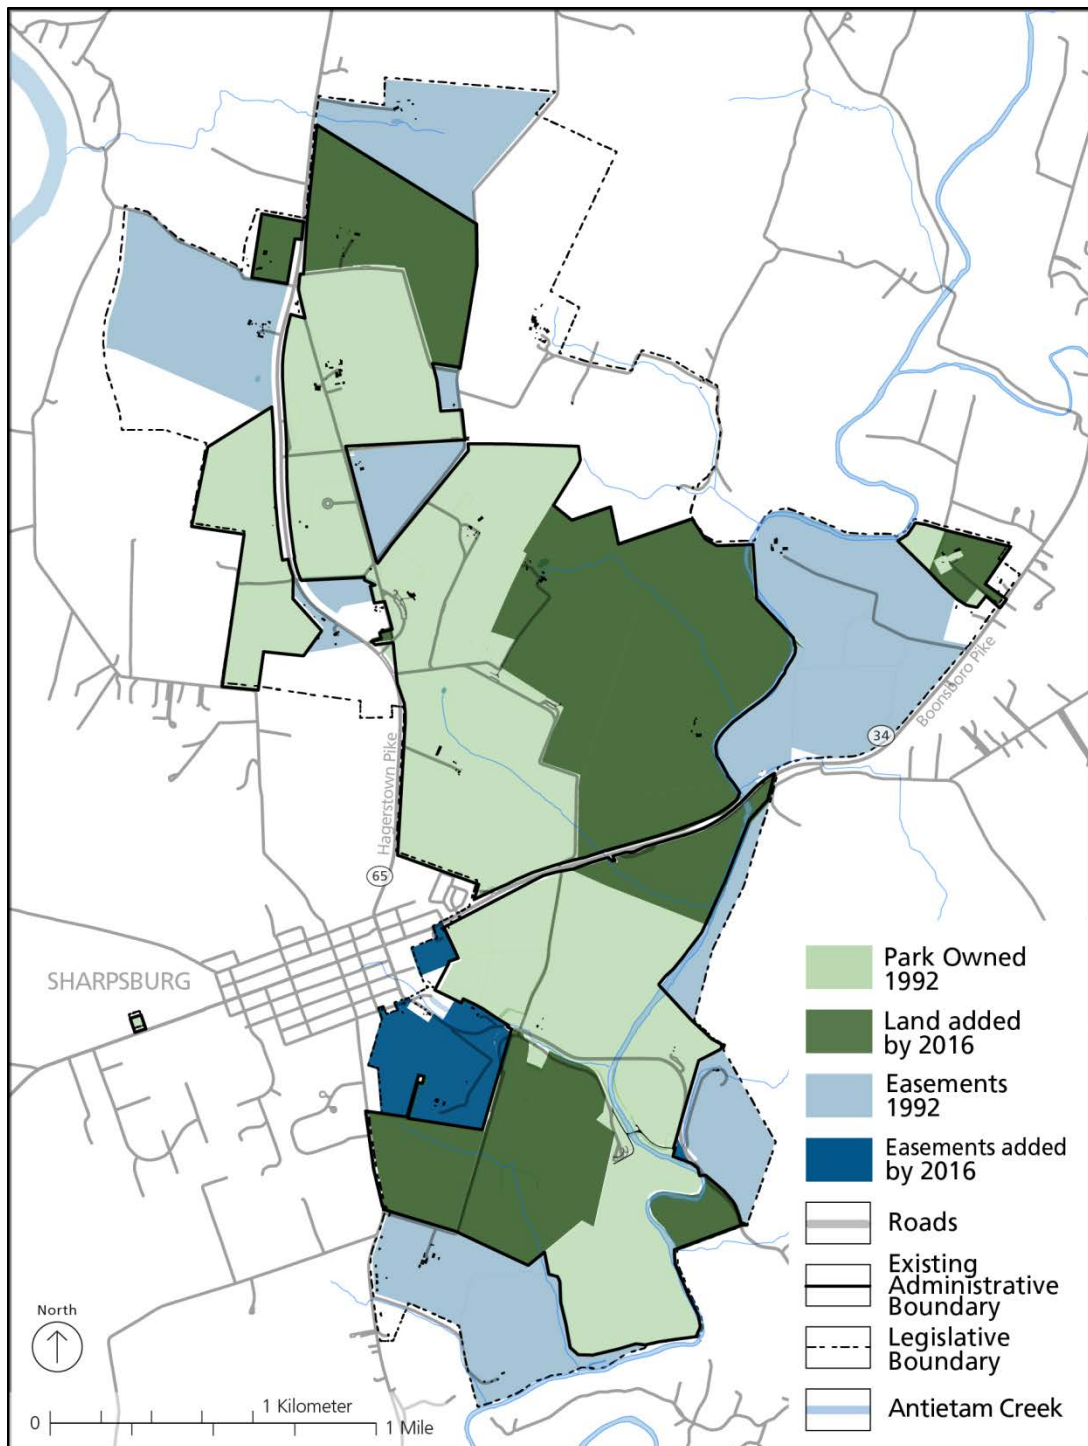 Boonsboro Pike
34
Hagerstown Pike
65
SHARPSBURG
Park Owned
1992
Land added
by 2016
Easements
1992
Easements added
by 2016
Roads
Existing
Administrative
Boundary
Legislative
Boundary
Antietam Creek
North
0
1 Kilometer
1 Mile